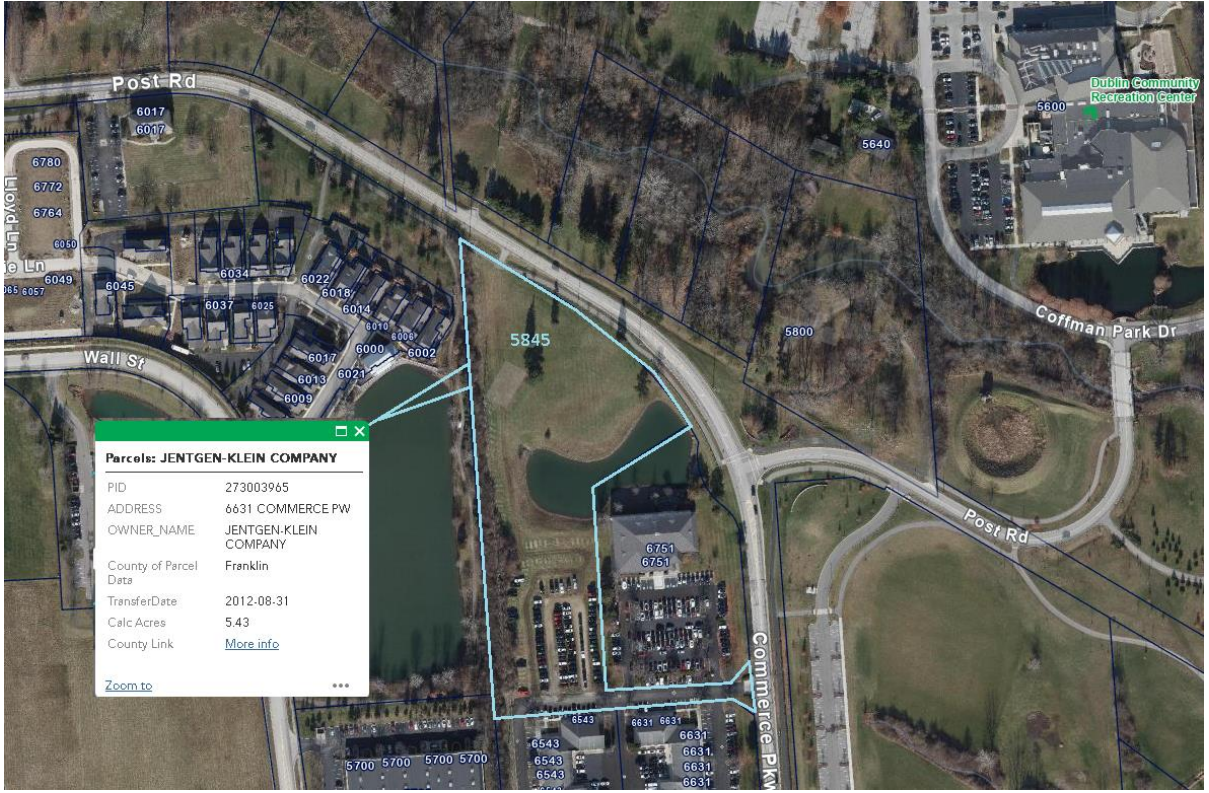 Post Rd
6017
6017
Dublin Community
Recreation Center
5600
5640
6780
6772
6764
Lloyd Ln
6050
6049
6057
6045
6034
6022
6018
6014
6037
6025
6010
6006
6002
6000
6017
6021
6013
6009
Wall St
5845
5800
Coffman Park Dr
Parcels: JENTGEN-KLEIN COMPANY
PID 273003965
ADDRESS 6631 COMMERCE PW
OWNER_NAME JENTGEN-KLEIN
COMPANY
County of Parcel Franklin
Data
TransferDate 2012-08-31
Calc Acres 5.43
County Link More info
Zoom to
Post Rd
6751
6751
Commerce Pkw
6543
6631 6631
6543
6543
6543
6631
6631
6631
6631
5700 5700 5700 5700